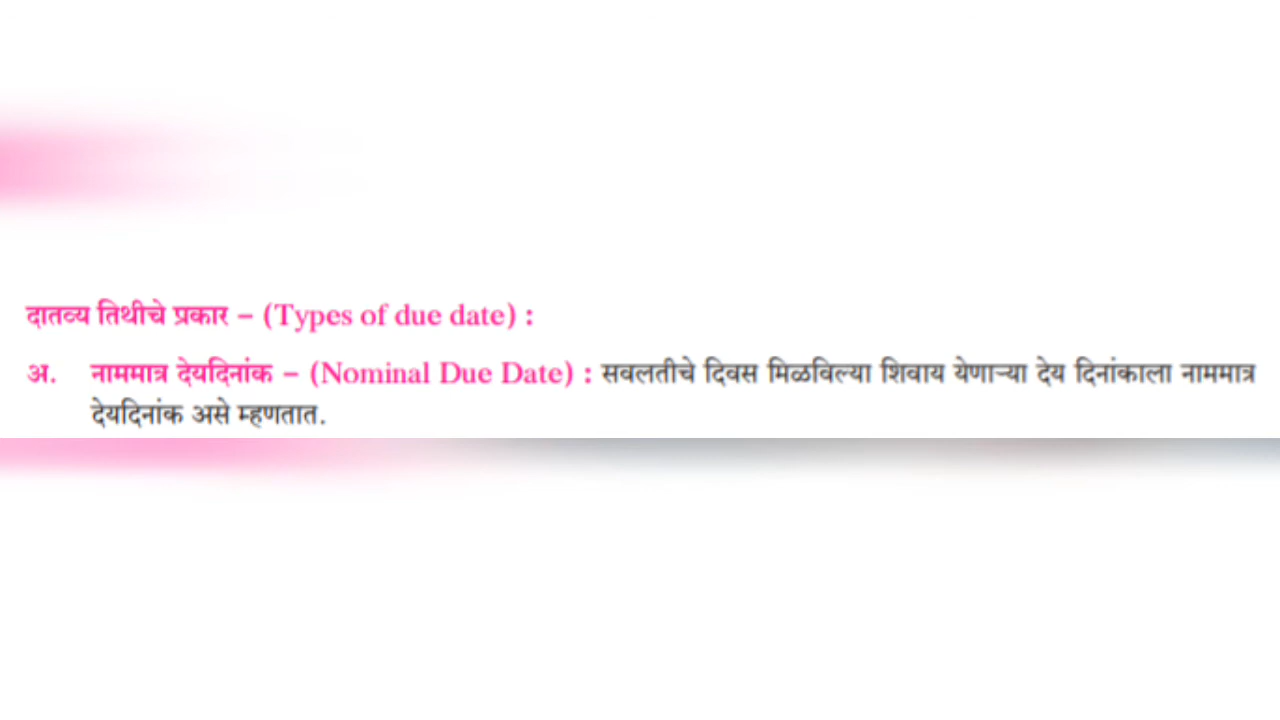 दातव्य तिथीचे प्रकार – (Types of due date) :
अ. नाममात्र देयदिनांक – (Nominal Due Date) : सवलतीचे दिवस मिळविल्या शिवाय येणाऱ्या देय दिनांकाला नाममात्र
देयदिनांक असे म्हणतात.